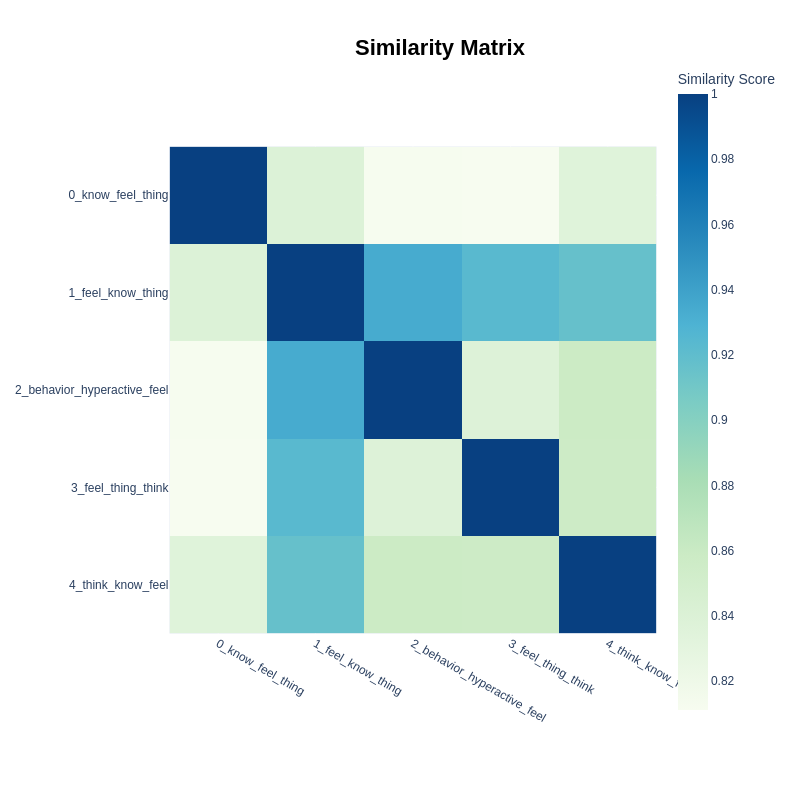 Similarity Matrix
Similarity Score
1
0.98
0.96
0.94
0.92
0.9
0.88
0.86
0.84
0.82
0_know_feel_thing
1_feel_know_thing
2_behavior_hyperactive_feel
3_feel_thing_think
4_think_know_feel
0_know_feel_thing
1_feel_know_thing
2_behavior_hyperactive_feel
3_feel_thing_think
4_think_know_